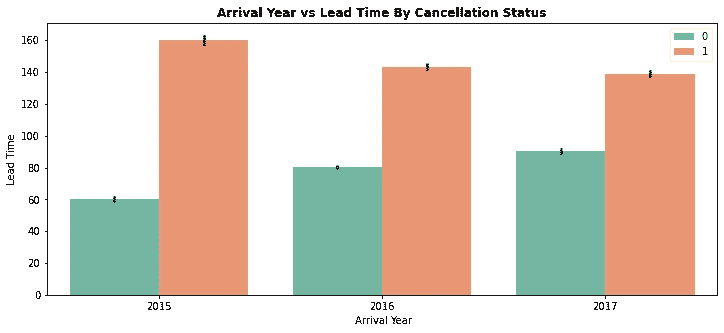 Arrival Year vs Lead Time By Cancellation Status
0
1
160
140
120
100
80
60
40
20
0
Lead Time
2015 2016 2017
Arrival Year